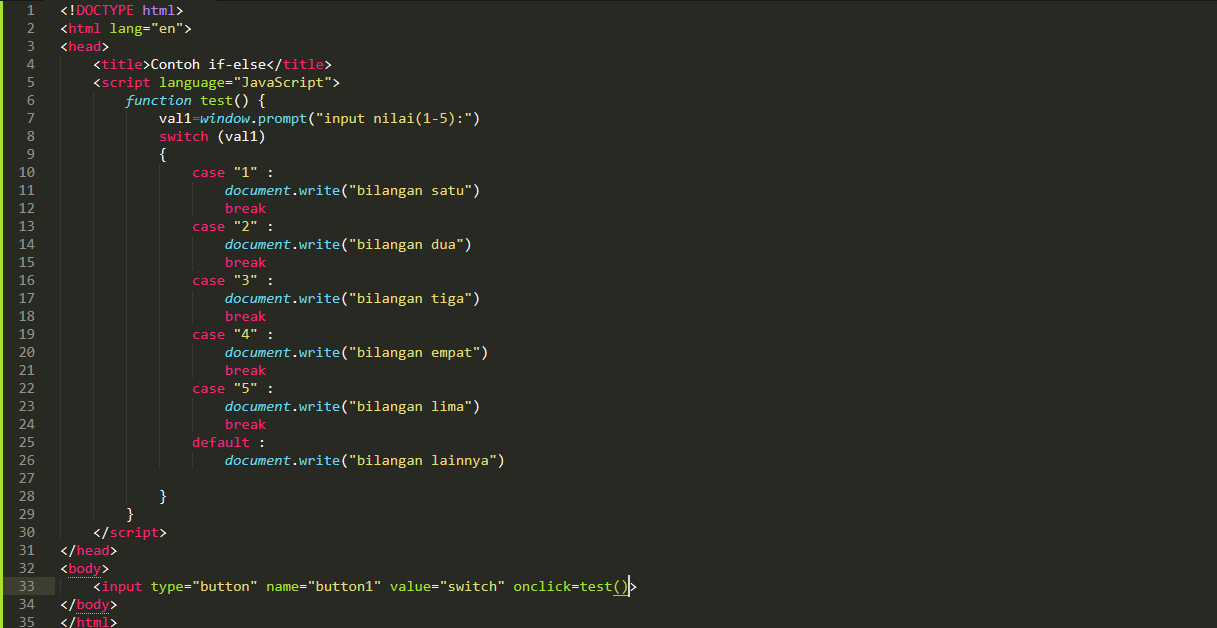 1 <!DOCTYPE html>
2 <html lang="en">
3 <head>
4     <title>Contoh if-else</title>
5     <script language="JavaScript">
6         function test() {
7             val1=window.prompt("input nilai(1-5):")
8             switch (val1)
9             {
10                 case "1" :
11                     document.write("bilangan satu")
12                     break
13                 case "2" :
14                     document.write("bilangan dua")
15                     break
16                 case "3" :
17                     document.write("bilangan tiga")
18                     break
19                 case "4" :
20                     document.write("bilangan empat")
21                     break
22                 case "5" :
23                     document.write("bilangan lima")
24                     break
25                 default :
26                     document.write("bilangan lainnya")
27
28             }
29         }
30     </script>
31 </head>
32 <body>
33     <input type="button" name="button1" value="switch" onclick=test()>
34 </body>
35 </html>